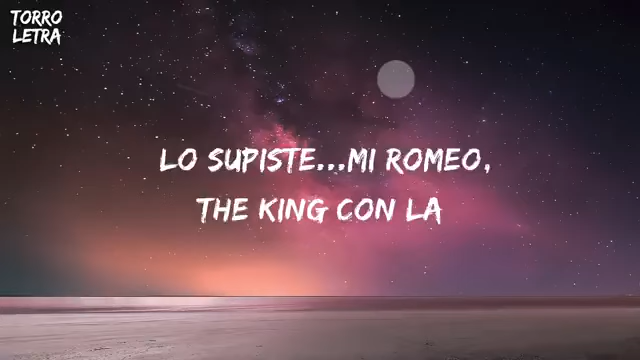 TORRO
LETRA
LO SUPISTE...MI ROMEO,
THE KING CON LA